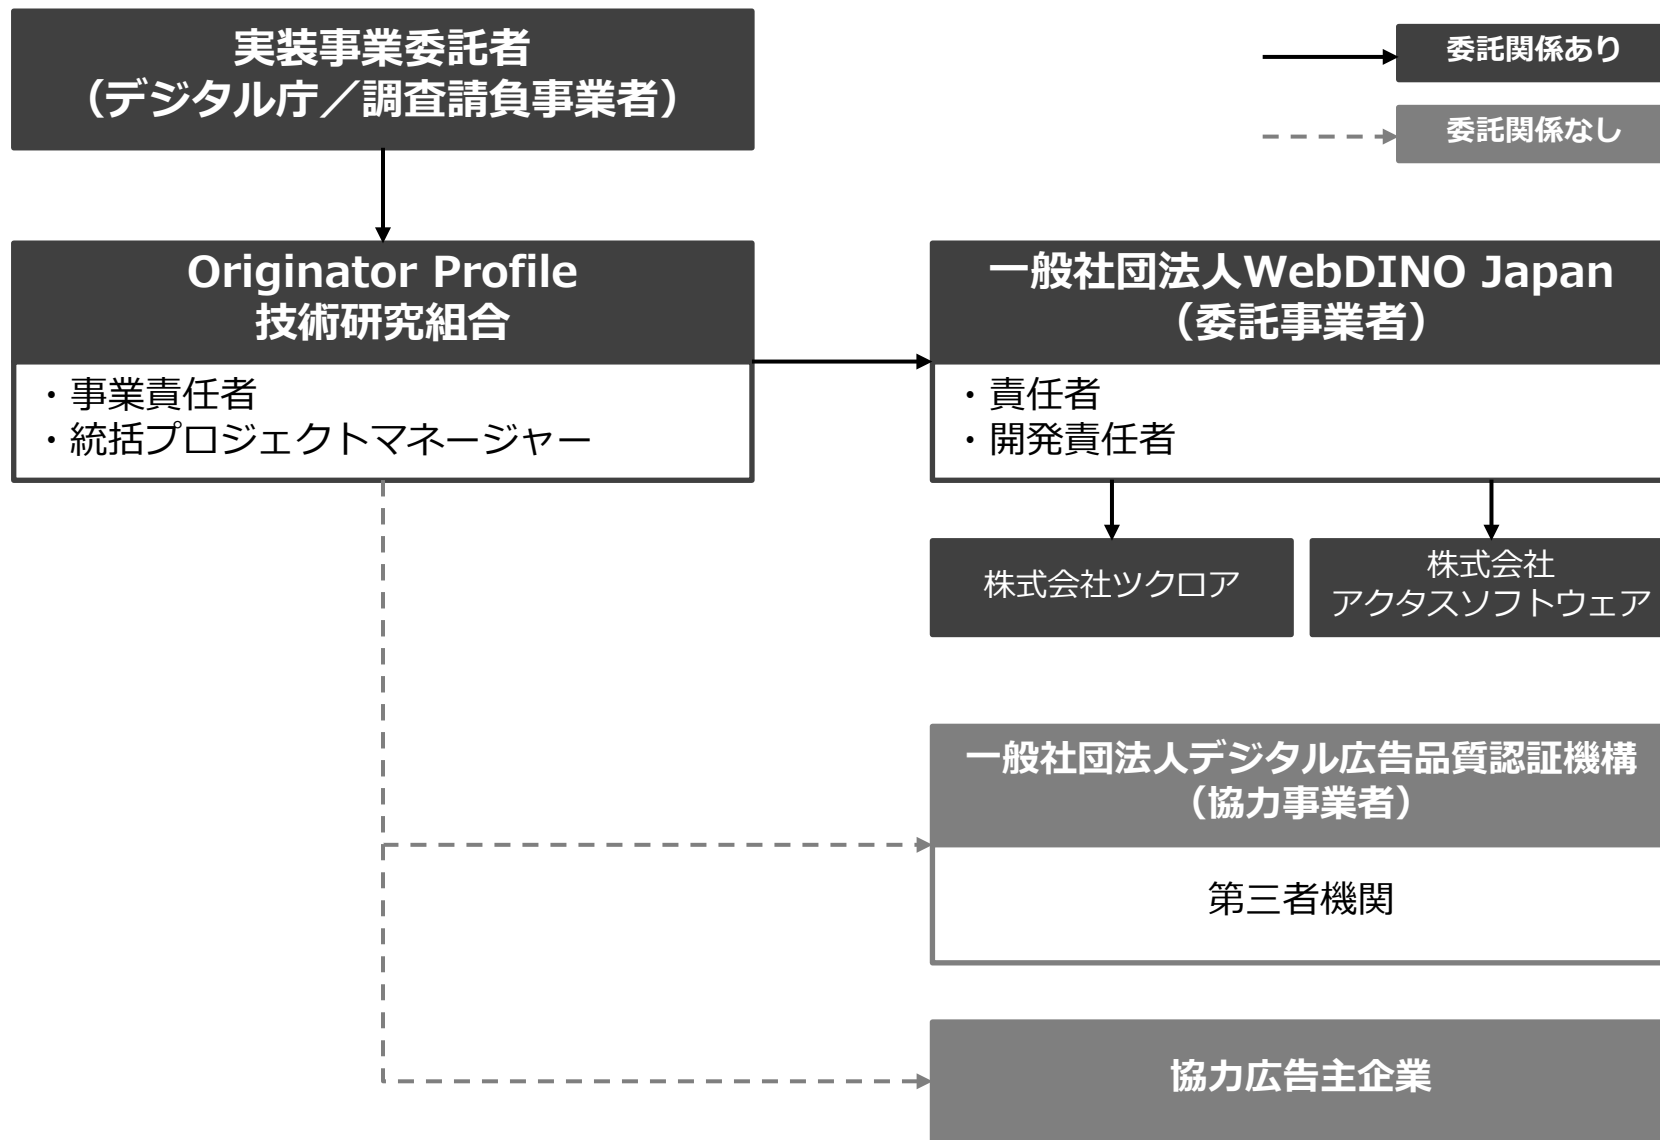 実装事業委託者
（デジタル庁／調査請負事業者）
委託関係あり
委託関係なし
Originator Profile
技術研究組合
・事業責任者
・統括プロジェクトマネージャー
一般社団法人WebDINO Japan
（委託事業者）
・責任者
・開発責任者
株式会社ツクロア
株式会社
アクタスソフトウェア
一般社団法人デジタル広告品質認証機構
（協力事業者）
第三者機関
協力広告主企業